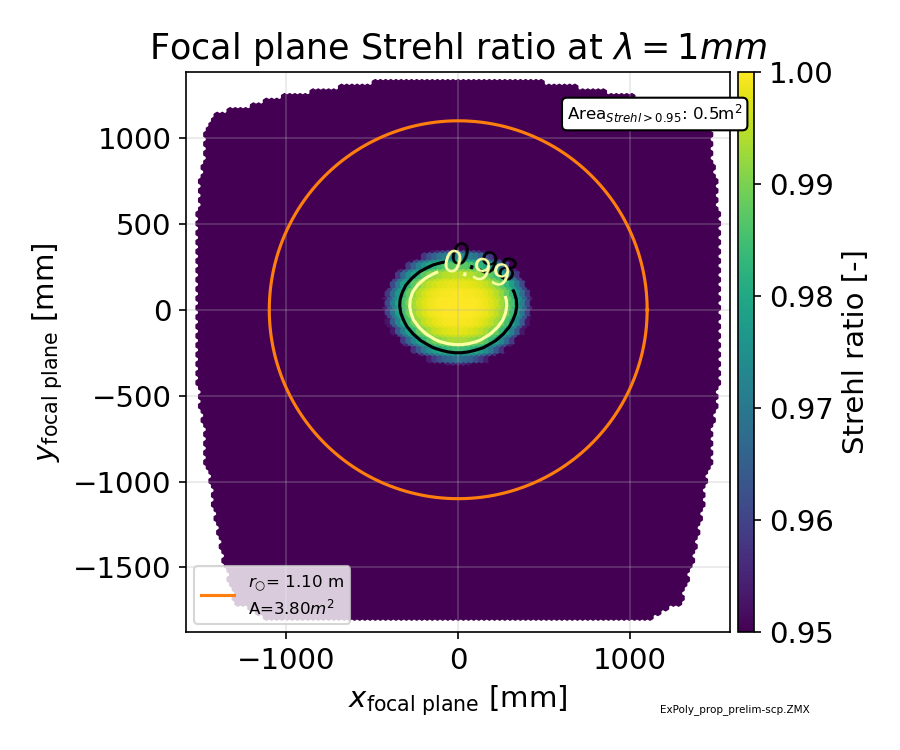 Focal plane Strehl ratio at λ = 1mm
1.00
Area_Strehl>0.95: 0.5m²
1000
0.99
500
0.98
0.99
0.98
0
y_focal plane [mm]
Strehl ratio [-]
−500
0.97
−1000
0.96
−1500
r_○= 1.10 m
A=3.80m²
0.95
−1000
0
1000
x_focal plane [mm]
ExPoly_prop_prelim-scp.ZMX